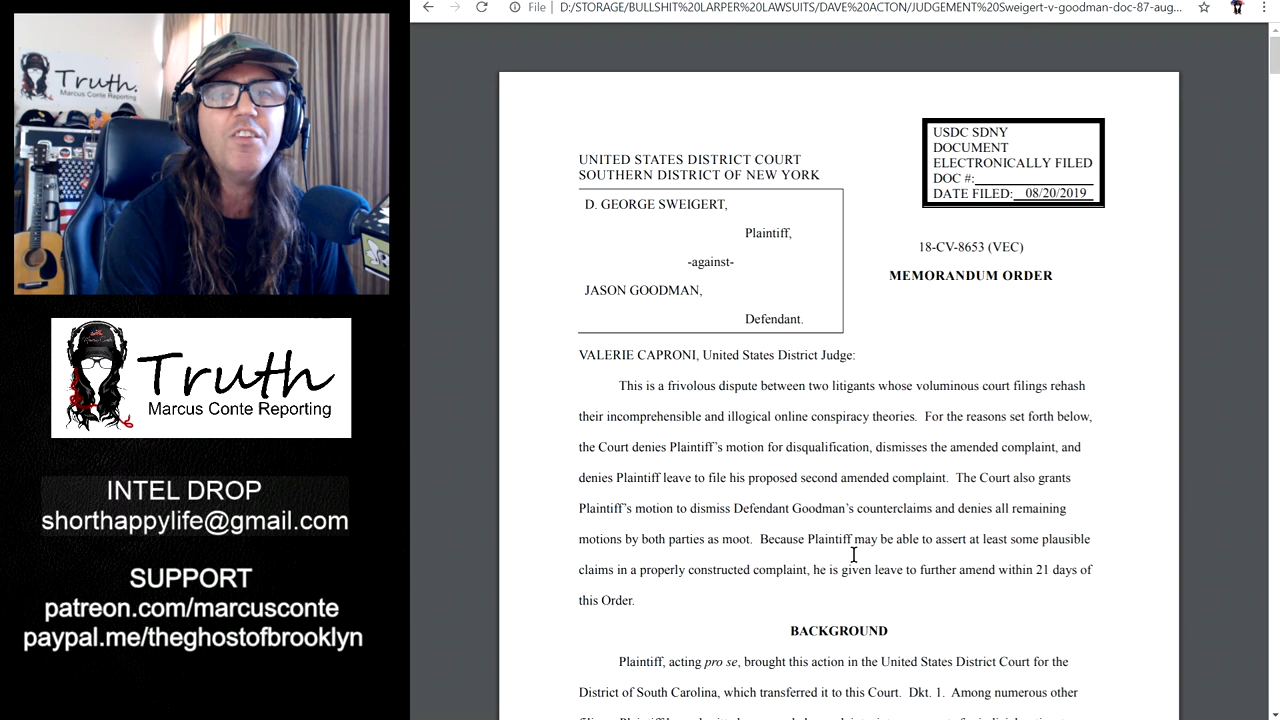 Truth.
Marcus Conte Reporting
Truth
Marcus Conte Reporting
INTEL DROP
shorthappylife@gmail.com
SUPPORT
patreon.com/marcusconte
paypal.me/theghostofbrooklyn
File | D:/STORAGE/BULLSHIT%20LARPER%20LAWSUITS/DAVE%20ACTON/JUDGEMENT%20Sweigert-v-goodman-doc-87-aug...
USDC SDNY
DOCUMENT
ELECTRONICALLY FILED
DOC #:
DATE FILED: 08/20/2019
UNITED STATES DISTRICT COURT
SOUTHERN DISTRICT OF NEW YORK
D. GEORGE SWEIGERT,
Plaintiff,
-against-
JASON GOODMAN,
Defendant.
18-CV-8653 (VEC)
MEMORANDUM ORDER
VALERIE CAPRONI, United States District Judge:
This is a frivolous dispute between two litigants whose voluminous court filings rehash
their incomprehensible and illogical online conspiracy theories. For the reasons set forth below,
the Court denies Plaintiff's motion for disqualification, dismisses the amended complaint, and
denies Plaintiff leave to file his proposed second amended complaint. The Court also grants
Plaintiff's motion to dismiss Defendant Goodman's counterclaims and denies all remaining
motions by both parties as moot. Because Plaintiff may be able to assert at least some plausible
claims in a properly constructed complaint, he is given leave to further amend within 21 days of
this Order.
BACKGROUND
Plaintiff, acting pro se, brought this action in the United States District Court for the
District of South Carolina, which transferred it to this Court. Dkt. 1. Among numerous other